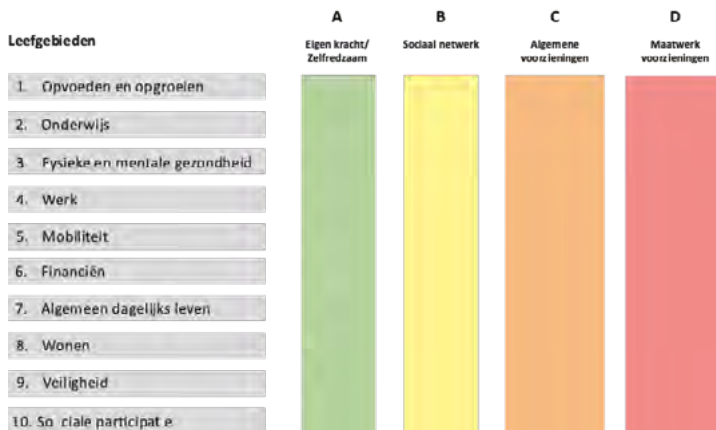 A B C D
Leefgebieden
Eigen kracht/ Sociaal netwerk Algemene Maatwerk
Zelfredzaam voorzieningen voorzieningen
1. Opvoeden en opgroeien
2. Onderwijs
3 Fysieke en mentale gezondheid
4. Werk
5. Mobiliteit
6. Financiën
7. Algemeen dagelijks leven
8. Wonen
9. Veiligheid
10. So ciale participat e